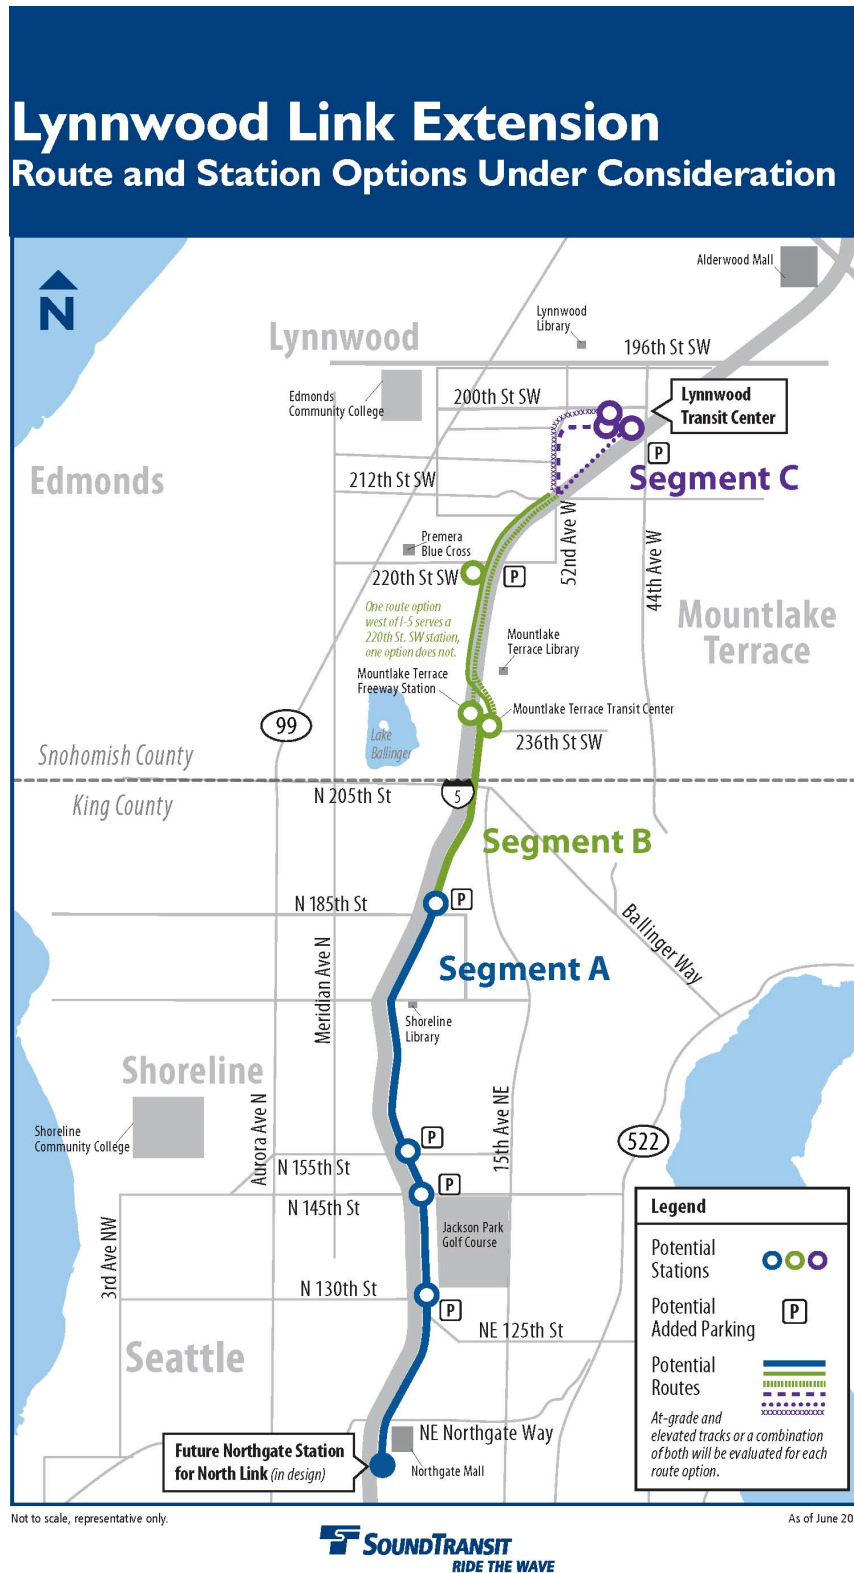 Lynnwood Link Extension
Route and Station Options Under Consideration
N
Alderwood Mall
Lynnwood
Library
Lynnwood
196th St SW
Edmonds
Community College
200th St SW
Lynnwood
Transit Center
P
Segment C
Edmonds
212th St SW
52nd Ave W
44th Ave W
Premera
Blue Cross
220th St SW
P
One route option
west of I-5 serves a
220th St. SW station,
one option does not.
Mountlake
Terrace
Mountlake
Terrace Library
Mountlake Terrace
Freeway Station
Mountlake Terrace Transit Center
99
Lake
Ballinger
236th St SW
Snohomish County
King County
N 205th St
5
Segment B
N 185th St
P
Ballinger Way
Meridian Ave N
Segment A
Shoreline
Library
Shoreline
Shoreline
Community College
Aurora Ave N
15th Ave NE
522
P
N 155th St
P
N 145th St
3rd Ave NW
Jackson Park
Golf Course
N 130th St
P
NE 125th St
Seattle
NE Northgate Way
Future Northgate Station
for North Link (in design)
Northgate Mall
Legend
Potential
Stations
Potential
Added Parking
P
Potential
Routes
At-grade and
elevated tracks or a combination
of both will be evaluated for each
route option.
Not to scale, representative only.
As of June 20
SOUNDTRANSIT
RIDE THE WAVE